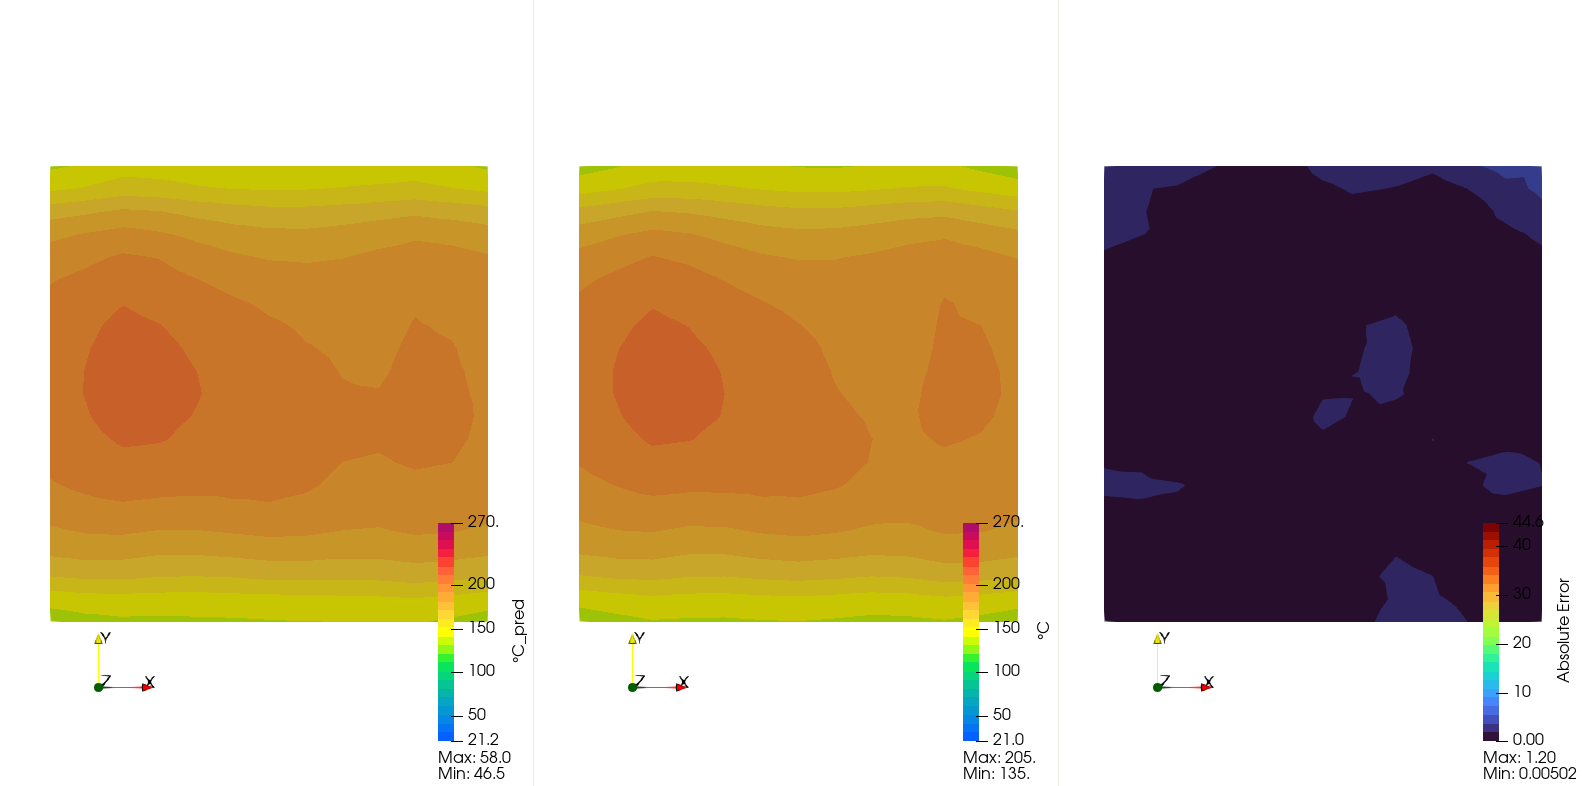 270.
200
150
100
50
21.2
°C_pred
Max: 58.0
Min: 46.5
Y
Z
X
270.
200
150
100
50
21.0
°C
Max: 205.
Min: 135.
Y
Z
X
44.6
40
30
20
10
0.00
Absolute Error
Max: 1.20
Min: 0.00502
Y
Z
X